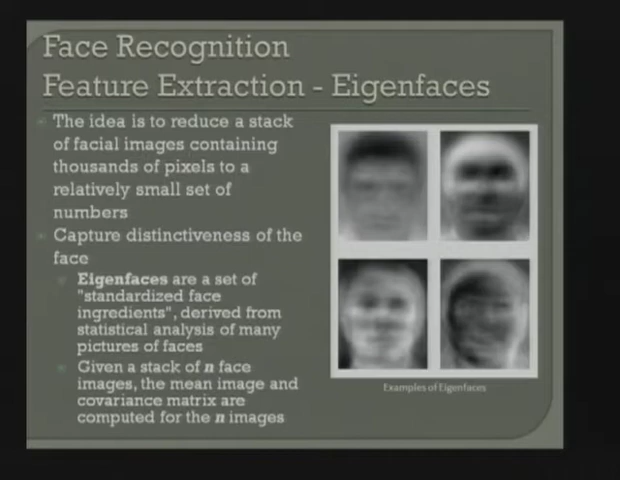 Face Recognition
Feature Extraction - Eigenfaces
The idea is to reduce a stack
of facial images containing
thousands of pixels to a
relatively small set of
numbers
Capture distinctiveness of the
face
Eigenfaces are a set of
"standardized face
ingredients", derived from
statistical analysis of many
pictures of faces
Given a stack of n face
images, the mean image and
covariance matrix are
computed for the n images
Examples of Eigenfaces